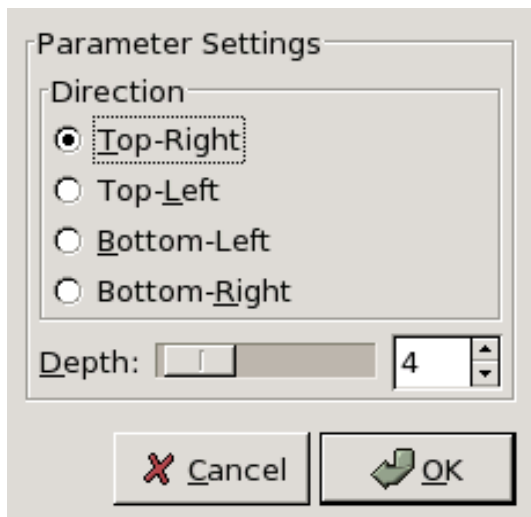 Parameter Settings
Direction
Top-Right
Top-Left
Bottom-Left
Bottom-Right
Depth: 4
Cancel OK